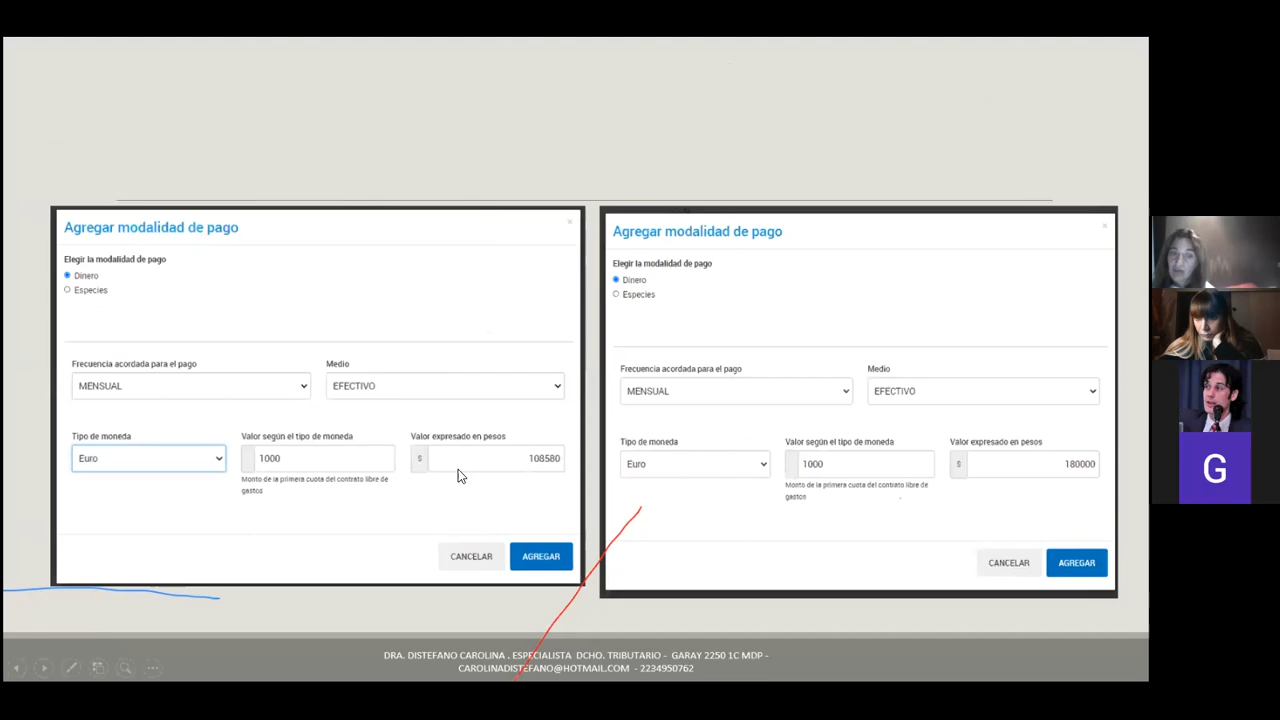 Agregar modalidad de pago
×
Elegir la modalidad de pago
Dinero
Especies
Frecuencia acordada para el pago
Medio
MENSUAL
EFECTIVO
Tipo de moneda
Valor según el tipo de moneda
Valor expresado en pesos
Euro
1000
$
108580
Monto de la primera cuota del contrato libre de
gastos
CANCELAR
AGREGAR
Agregar modalidad de pago
×
Elegir la modalidad de pago
Dinero
Especies
Frecuencia acordada para el pago
Medio
MENSUAL
EFECTIVO
Tipo de moneda
Valor según el tipo de moneda
Valor expresado en pesos
Euro
1000
$
180000
Monto de la primera cuota del contrato libre de
gastos
CANCELAR
AGREGAR
DRA. DISTEFANO CAROLINA , ESPECIALISTA DCHO. TRIBUTARIO - GARAY 2250 1C MDP -
CAROLINADISTEFANO@HOTMAIL.COM - 2234950762
G